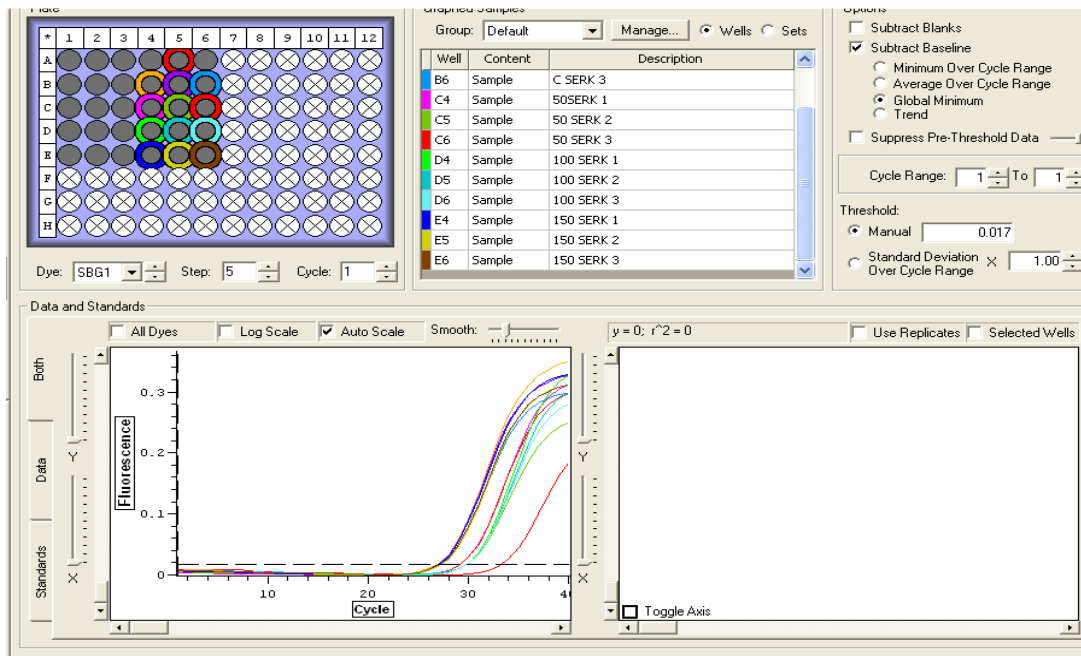 Plate
* 1 2 3 4 5 6 7 8 9 10 11 12
A
B
C
D
E
F
G
H
Dye: SBG1 Step: 5 Cycle: 1
Graphed Samples
Group: Default Manage... Wells Sets
Well Content Description
B6 Sample C SERK 3
C4 Sample 50SERK 1
C5 Sample 50 SERK 2
C6 Sample 50 SERK 3
D4 Sample 100 SERK 1
D5 Sample 100 SERK 2
D6 Sample 100 SERK 3
E4 Sample 150 SERK 1
E5 Sample 150 SERK 2
E6 Sample 150 SERK 3
Options
Subtract Blanks
Subtract Baseline
Minimum Over Cycle Range
Average Over Cycle Range
Global Minimum
Trend
Suppress Pre-Threshold Data
Cycle Range: 1 To 1
Threshold:
Manual 0.017
Standard Deviation
Over Cycle Range X 1.00
Data and Standards
Both
Data
Standards
All Dyes Log Scale Auto Scale Smooth:
Y
X
Fluorescence
0.3
0.2
0.1
0
10 20 30 40
Cycle
y = 0; r^2 = 0 Use Replicates Selected Wells
Y
X
Toggle Axis